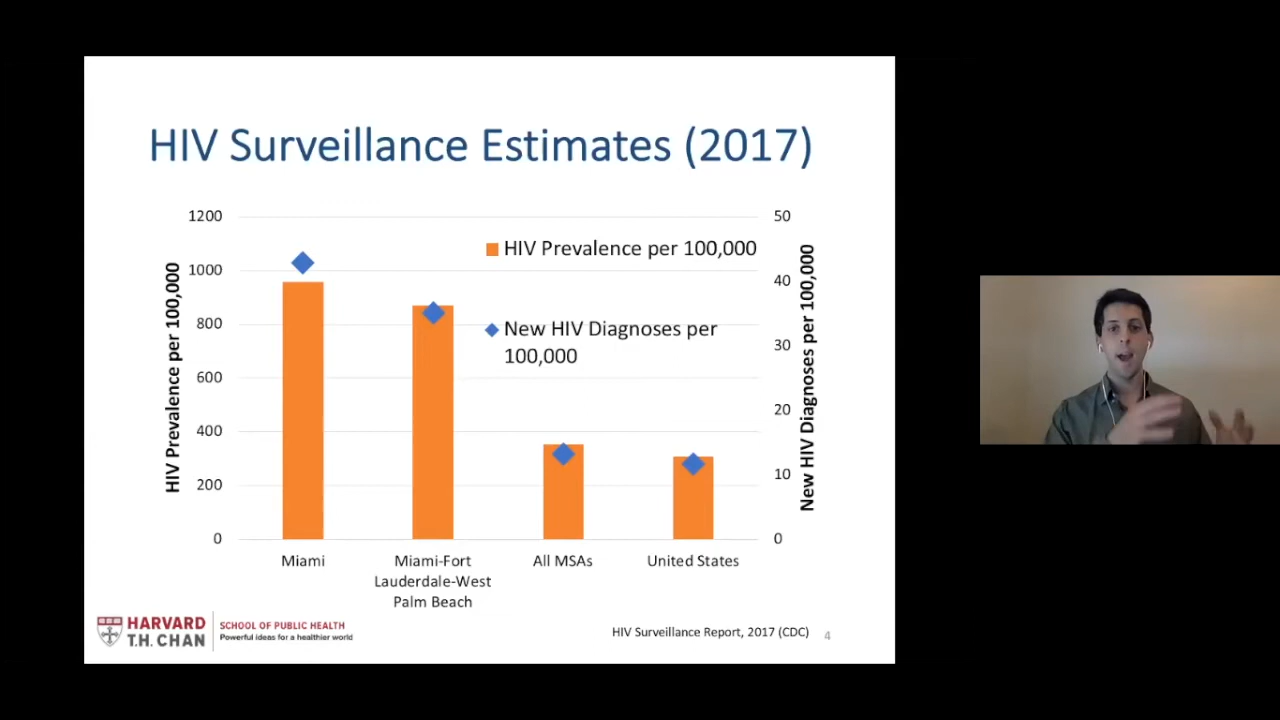 HIV Surveillance Estimates (2017)
1200
1000
800
600
400
200
0
HIV Prevalence per 100,000
50
40
30
20
10
0
New HIV Diagnoses per 100,000
HIV Prevalence per 100,000
New HIV Diagnoses per
100,000
Miami
Miami-Fort
Lauderdale-West
Palm Beach
All MSAs
United States
HARVARD
T.H. CHAN
SCHOOL OF PUBLIC HEALTH
Powerful ideas for a healthier world
HIV Surveillance Report, 2017 (CDC)
4